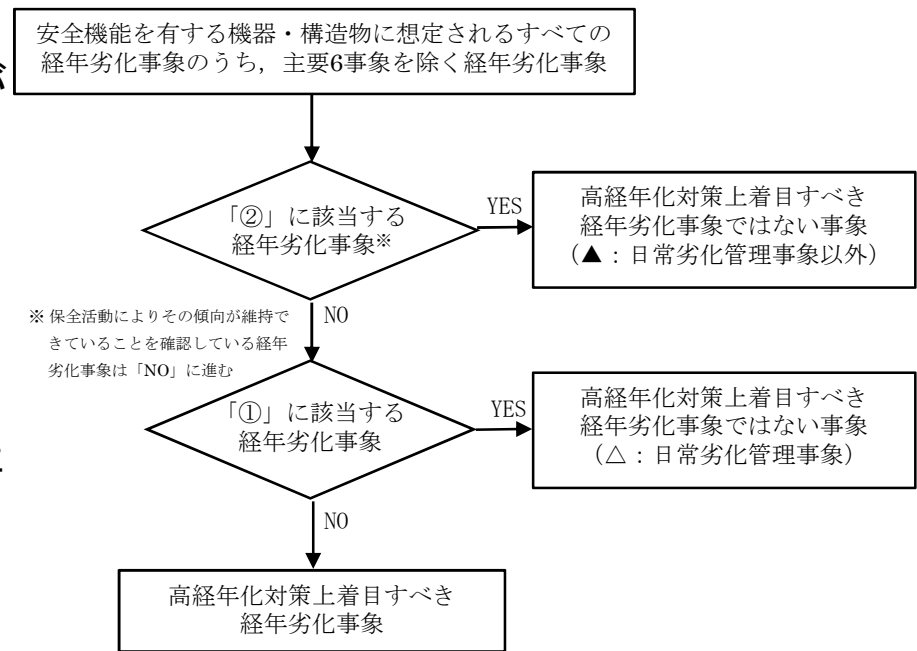 安全機能を有する機器・構造物に想定されるすべての
経年劣化事象のうち，主要6事象を除く経年劣化事象
「②」に該当する
経年劣化事象※
YES
高経年化対策上着目すべき
経年劣化事象ではない事象
（▲：日常劣化管理事象以外）
※ 保全活動によりその傾向が維持で
きていることを確認している経年
劣化事象は「NO」に進む
NO
「①」に該当する
経年劣化事象
YES
高経年化対策上着目すべき
経年劣化事象ではない事象
（△：日常劣化管理事象）
NO
高経年化対策上着目すべき
経年劣化事象